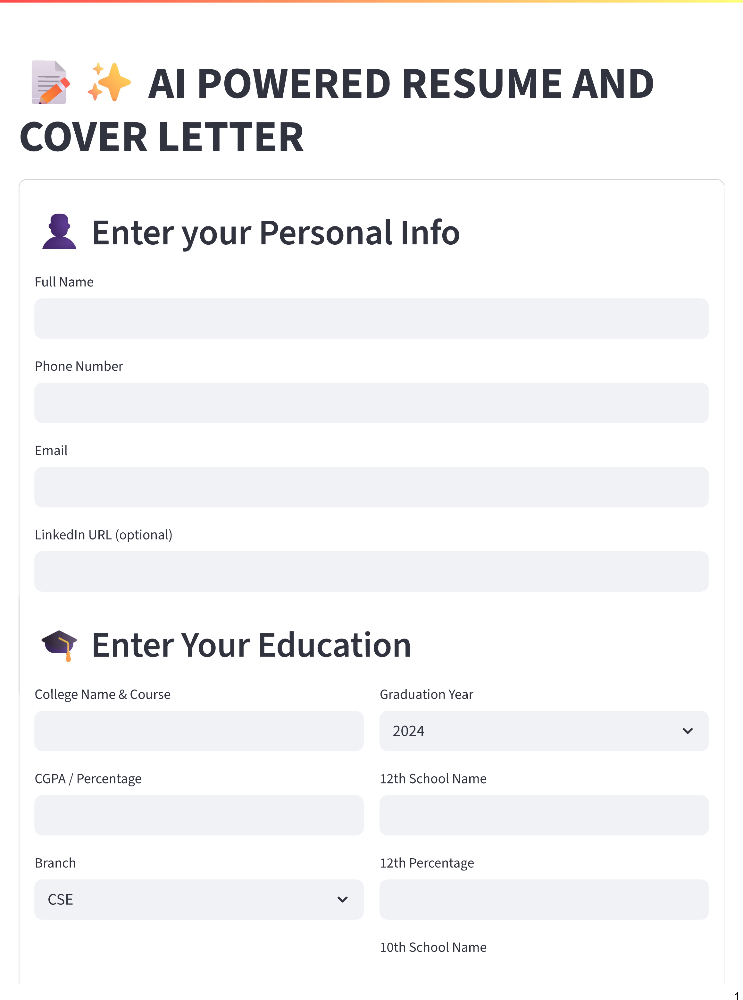 AI POWERED RESUME AND
COVER LETTER
Enter your Personal Info
Full Name
Phone Number
Email
LinkedIn URL (optional)
Enter Your Education
College Name & Course
Graduation Year
2024
CGPA / Percentage
12th School Name
Branch
12th Percentage
CSE
10th School Name
1